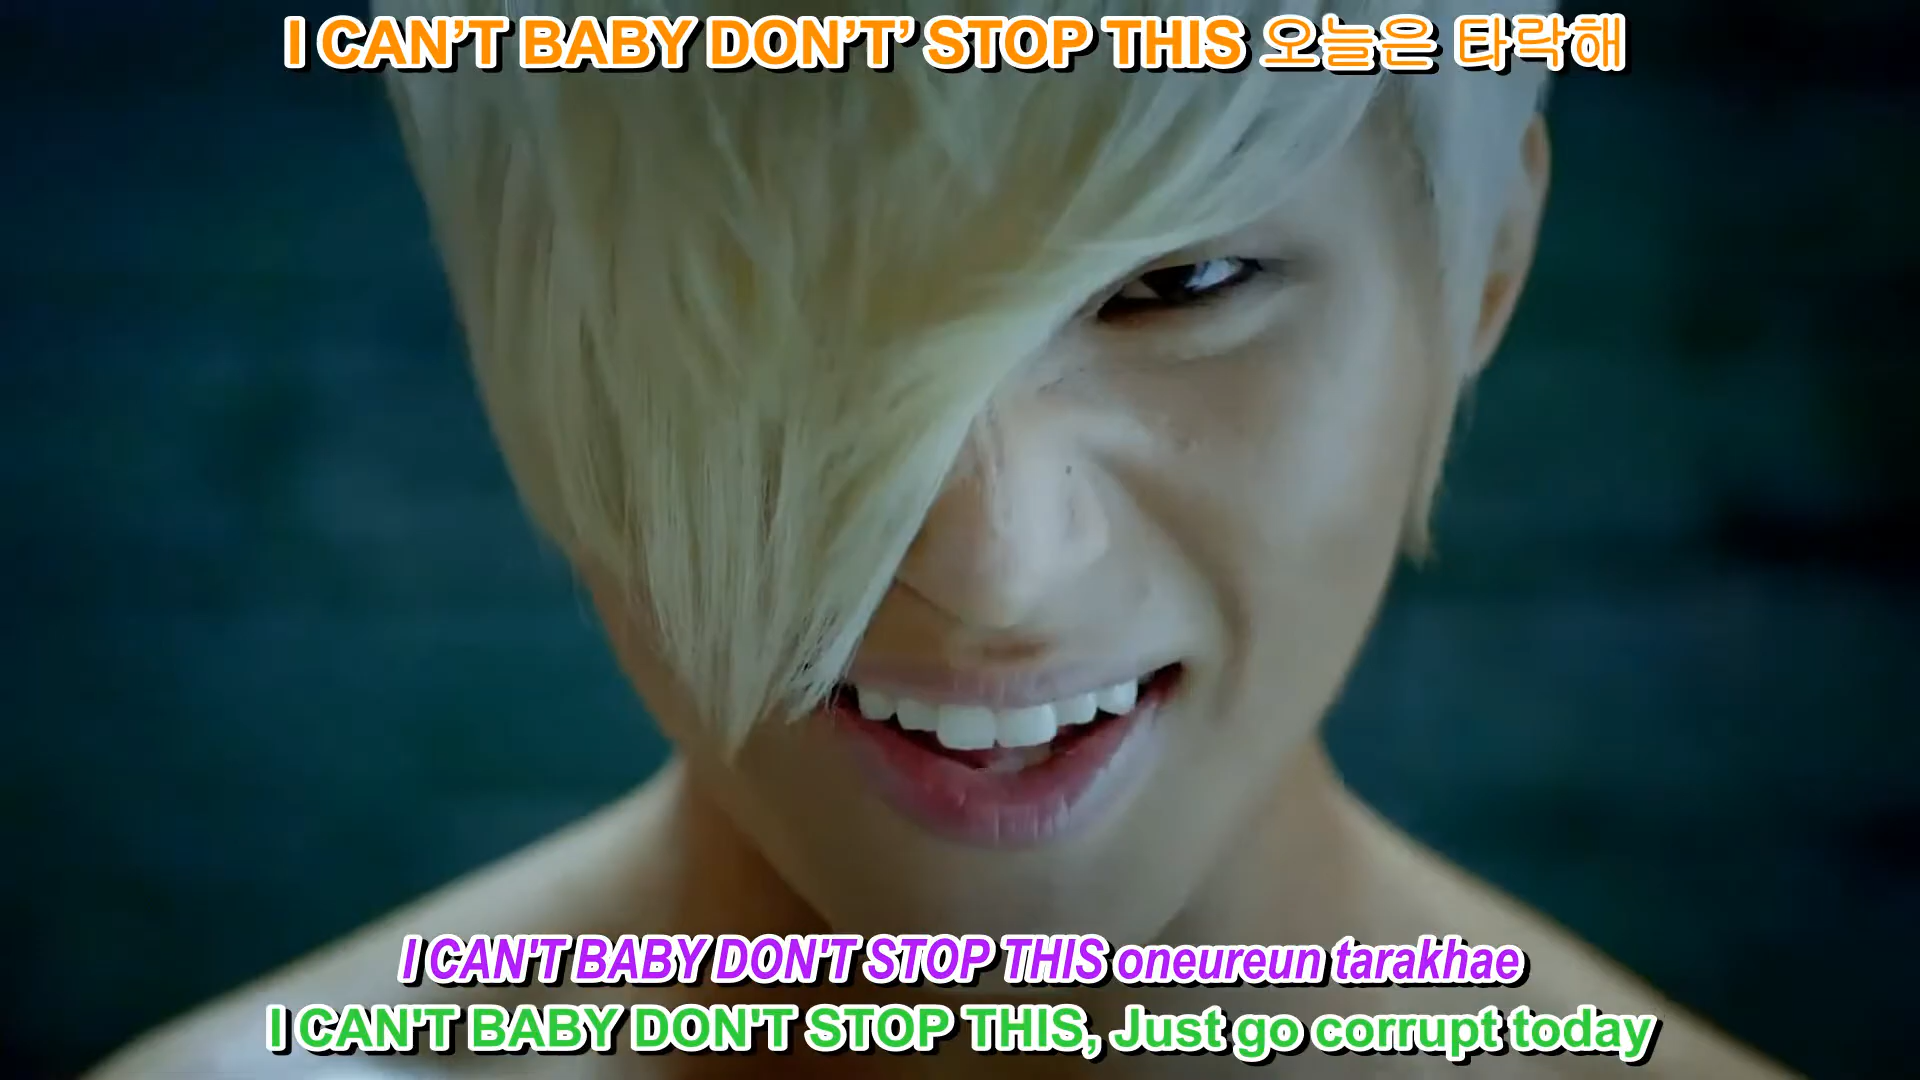 I CAN’T BABY DON’T’ STOP THIS 오늘은 타락해
I CAN'T BABY DON'T STOP THIS oneureun tarakhae
I CAN'T BABY DON'T STOP THIS, Just go corrupt today